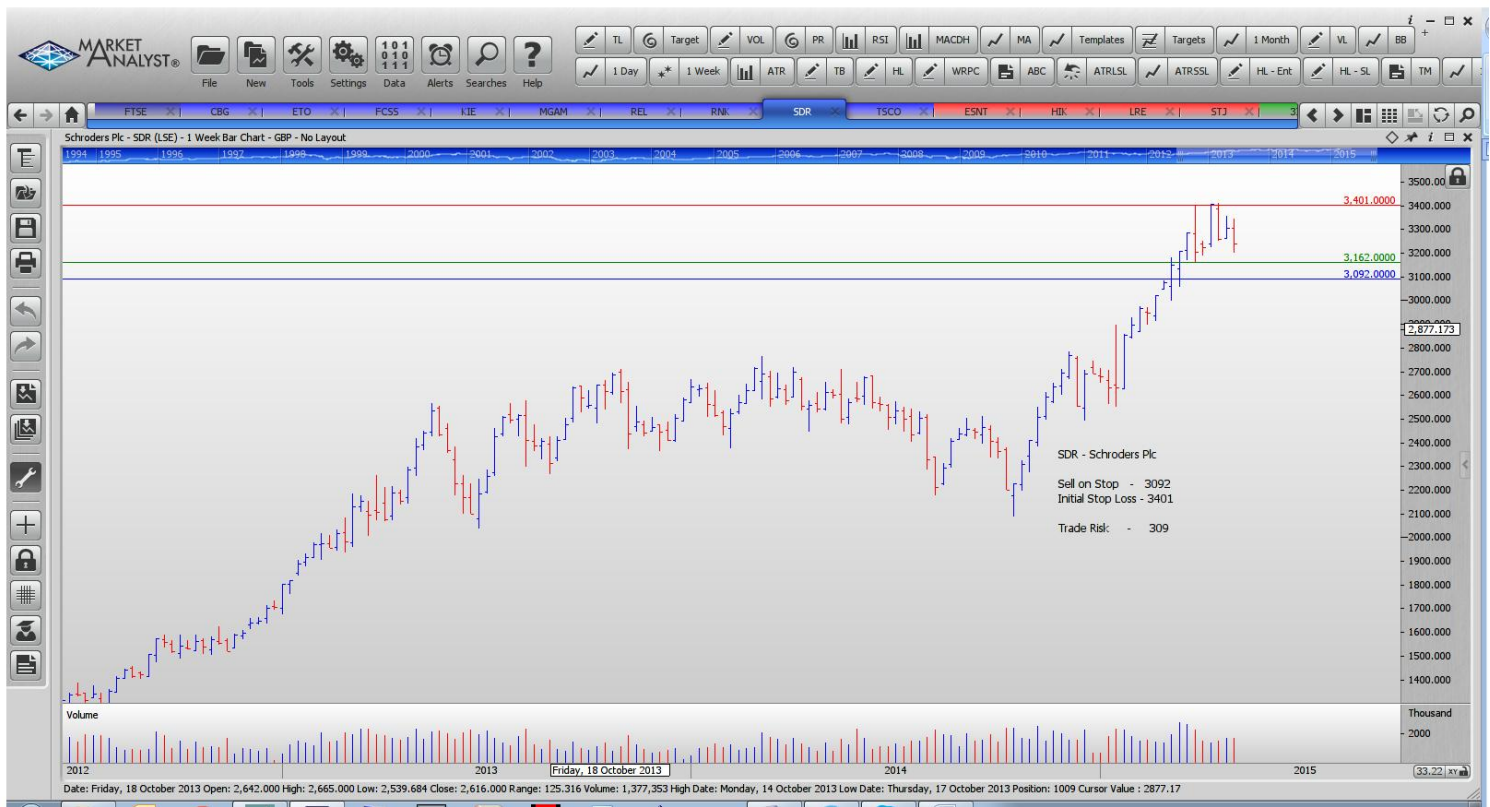 i
MARKET ANALYST®
File New Tools Settings Data Alerts Searches Help
TL Target VOL PR RSI MACDH MA Templates Targets 1 Month VL BB
1 Day 1 Week ATR TB HL WRPC ABC ATRLSL ATRSSL HL - Ent HL - SL TM
FTSE CBG ETO FCSS KIE MGAM REL RNK SDR TSCO ESNT HIK LRE STJ
Schroders Plc - SDR (LSE) - 1 Week Bar Chart - GBP - No Layout
1994 1995 1996 1997 1998 1999 2000 2001 2002 2003 2004 2005 2006 2007 2008 2009 2010 2011 2012 2013 2014 2015
3500.00
3,401.0000
3400.000
3300.000
3200.000
3,162.0000
3100.000
3,092.0000
3000.000
2900.000
2,877.173
2800.000
2700.000
2600.000
2500.000
2400.000
2300.000
2200.000
2100.000
2000.000
1900.000
1800.000
1700.000
1600.000
1500.000
1400.000
SDR - Schroders Plc
Sell on Stop - 3092
Initial Stop Loss - 3401
Trade Risk - 309
Volume
Thousand
2000
2012 2013 Friday, 18 October 2013 2014 2015 33.22 XY
Date: Friday, 18 October 2013 Open: 2,642.000 High: 2,665.000 Low: 2,539.684 Close: 2,616.000 Range: 125.316 Volume: 1,377,353 High Date: Monday, 14 October 2013 Low Date: Thursday, 17 October 2013 Position: 1009 Cursor Value : 2877.17